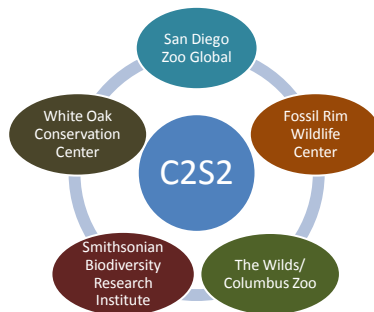 San Diego
Zoo Global
White Oak
Conservation
Center
Fossil Rim
Wildlife
Center
C2S2
Smithsonian
Biodiversity
Research
Institute
The Wilds/
Columbus Zoo